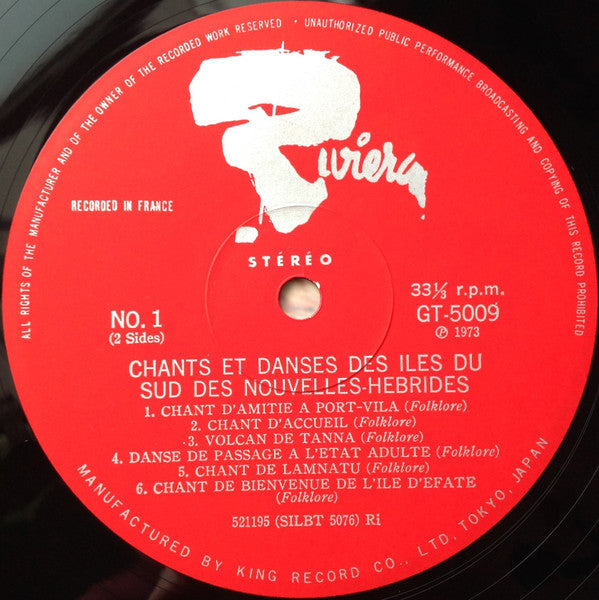 ALL RIGHTS OF THE MANUFACTURER AND OF THE OWNER OF THE RECORDED WORK RESERVED • UNAUTHORIZED PUBLIC PERFORMANCE BROADCASTING AND COPYING OF THIS RECORD PROHIBITED
Riviera
RECORDED IN FRANCE
STÉRÉO
33⅓ r.p.m.
NO. 1
GT-5009
(2 Sides)
℗ 1973
CHANTS ET DANSES DES ILES DU
SUD DES NOUVELLES-HEBRIDES
1. CHANT D'AMITIE A PORT-VILA (Folklore)
2. CHANT D'ACCUEIL (Folklore)
3. VOLCAN DE TANNA (Folklore)
4. DANSE DE PASSAGE A L'ETAT ADULTE (Folklore)
5. CHANT DE LAMNATU (Folklore)
6. CHANT DE BIENVENUE DE L'ILE D'EFATE
(Folklore)
521195 (SILBT 5076) Ri
MANUFACTURED BY KING RECORD CO., LTD. TOKYO, JAPAN